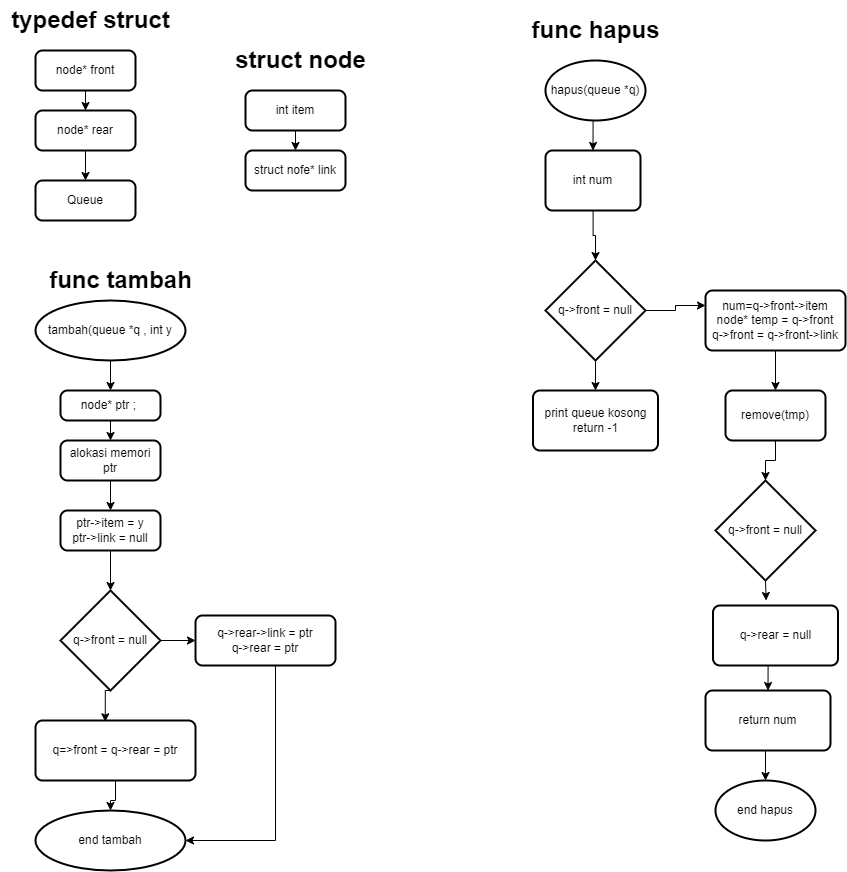 typedef struct
node* front
node* rear
Queue
struct node
int item
struct nofe* link
func tambah
tambah(queue *q , int y
node* ptr ;
alokasi memori
ptr
ptr->item = y
ptr->link = null
q->front = null
q->rear->link = ptr
q->rear = ptr
q=>front = q->rear = ptr
end tambah
func hapus
hapus(queue *q)
int num
q->front = null
print queue kosong
return -1
num=q->front->item
node* temp = q->front
q->front = q->front->link
remove(tmp)
q->front = null
q->rear = null
return num
end hapus